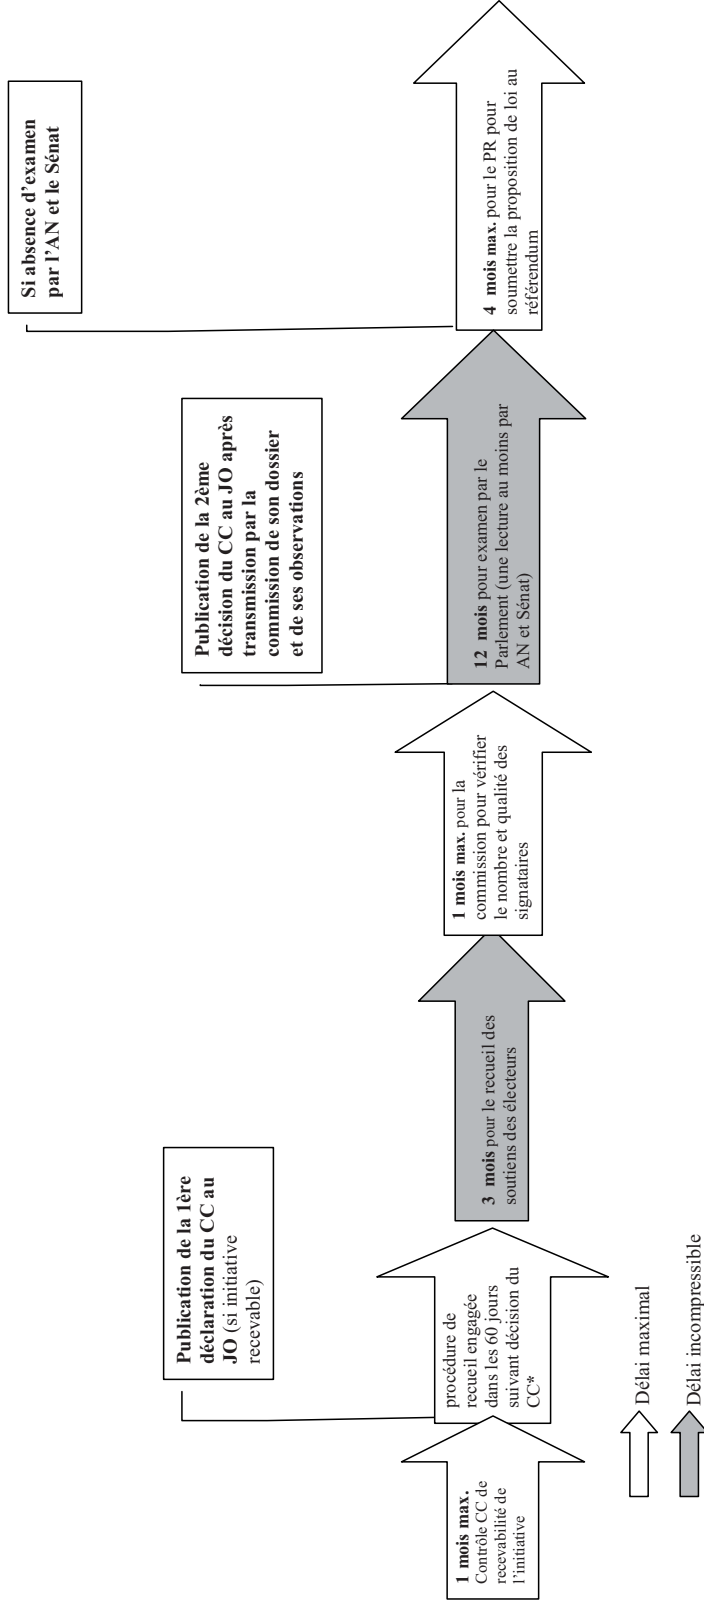 1 mois max.
Contrôle CC de
recevabilité de
l'initiative
Publication de la 1ère
déclaration du CC au
JO (si initiative
recevable)
procédure de
recueil engagée
dans les 60 jours
suivant décision du
CC*
3 mois pour le recueil des
soutiens des électeurs
1 mois max. pour la
commission pour vérifier
le nombre et qualité des
signataires
Publication de la 2ème
décision du CC au JO après
transmission par la
commission de son dossier
et de ses observations
12 mois pour examen par le
Parlement (une lecture au moins par
AN et Sénat)
Si absence d'examen
par l'AN et le Sénat
4 mois max. pour le PR pour
soumettre la proposition de loi au
référendum
Délai maximal
Délai incompressible